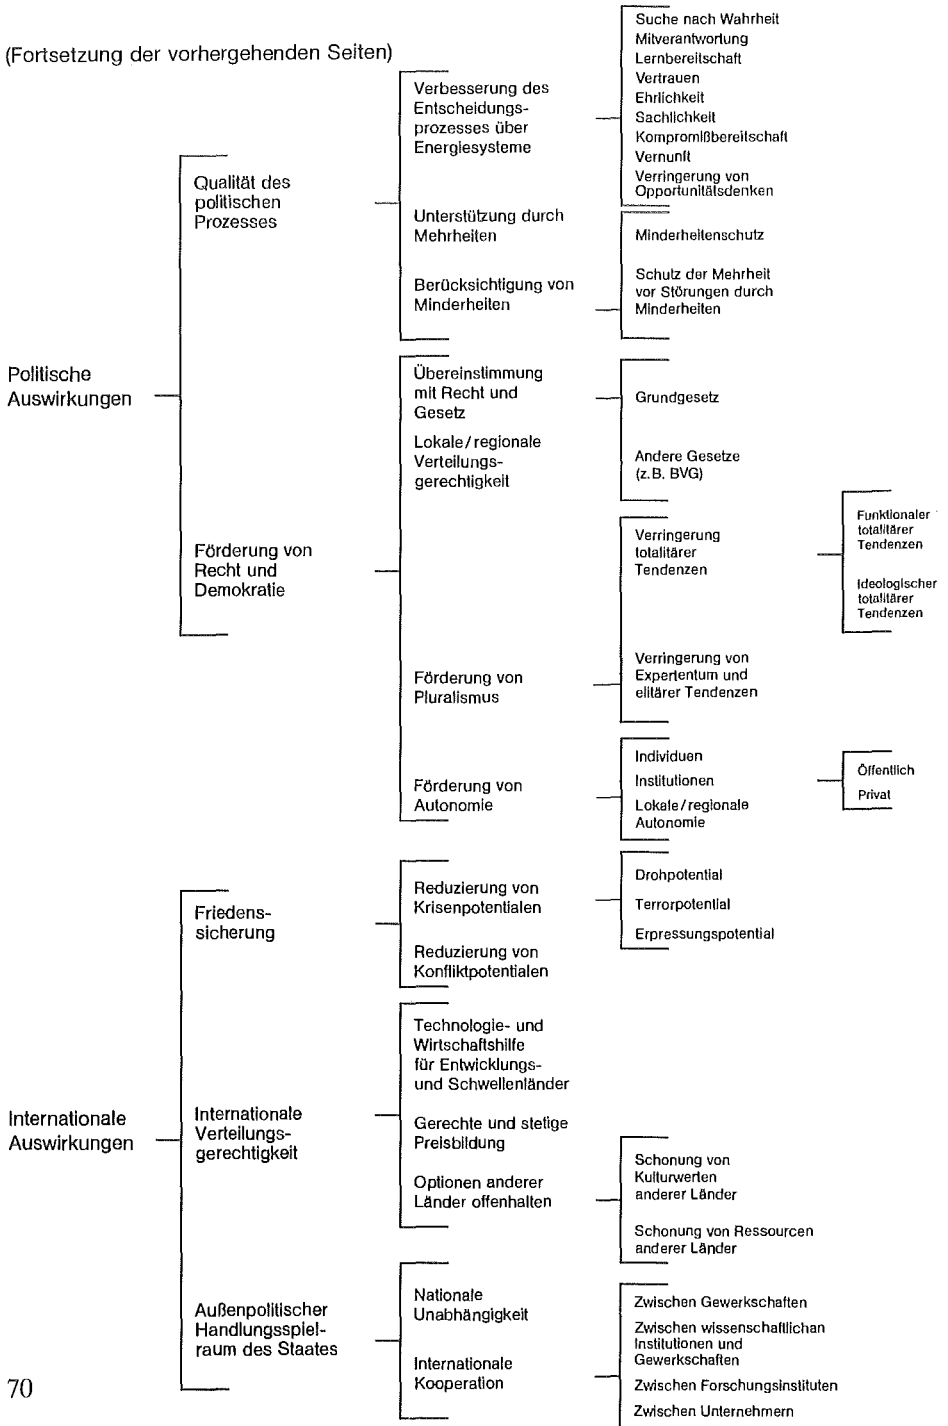 (Fortsetzung der vorhergehenden Seiten)
Politische
Auswirkungen
Qualität des
politischen
Prozesses
Verbesserung des
Entscheidungs-
prozesses über
Energiesysteme
Suche nach Wahrheit
Mitverantwortung
Lernbereitschaft
Vertrauen
Ehrlichkeit
Sachlichkeit
Kompromißbereitschaft
Vernunft
Verringerung von
Opportunitätsdenken
Unterstützung durch
Mehrheiten
Berücksichtigung von
Minderheiten
Minderheitenschutz
Schutz der Mehrheit
vor Störungen durch
Minderheiten
Förderung von
Recht und
Demokratie
Übereinstimmung
mit Recht und
Gesetz
Grundgesetz
Andere Gesetze
(z.B. BVG)
Lokale/regionale
Verteilungs-
gerechtigkeit
Förderung von
Pluralismus
Verringerung
totalitärer
Tendenzen
Funktionaler
totalitärer
Tendenzen
Ideologischer
totalitärer
Tendenzen
Verringerung von
Expertentum und
elitärer Tendenzen
Förderung von
Autonomie
Individuen
Institutionen
Öffentlich
Privat
Lokale/regionale
Autonomie
Internationale
Auswirkungen
Friedens-
sicherung
Reduzierung von
Krisenpotentialen
Drohpotential
Terrorpotential
Erpressungspotential
Reduzierung von
Konfliktpotentialen
Internationale
Verteilungs-
gerechtigkeit
Technologie- und
Wirtschaftshilfe
für Entwicklungs-
und Schwellenländer
Gerechte und stetige
Preisbildung
Optionen anderer
Länder offenhalten
Schonung von
Kulturwerten
anderer Länder
Schonung von Ressourcen
anderer Länder
Außenpolitischer
Handlungsspiel-
raum des Staates
Nationale
Unabhängigkeit
Internationale
Kooperation
Zwischen Gewerkschaften
Zwischen wissenschaftlichan
Institutionen und
Gewerkschaften
Zwischen Forschungsinstituten
Zwischen Unternehmern
70